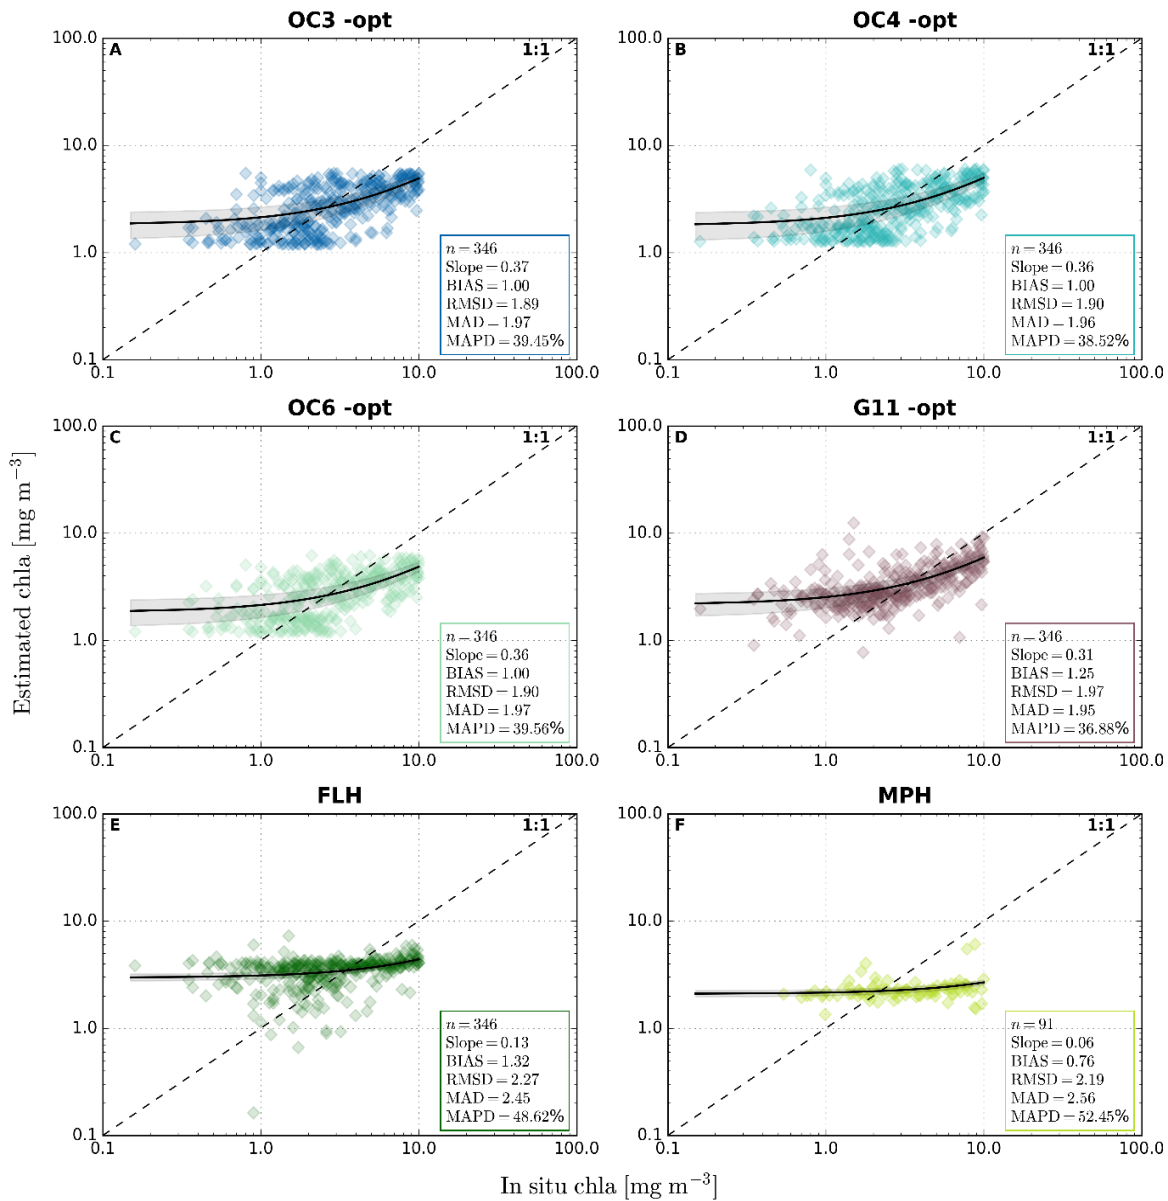 OC3 -opt
A
1:1
100.0
10.0
1.0
0.1
n = 346
Slope = 0.37
BIAS = 1.00
RMSD = 1.89
MAD = 1.97
MAPD = 39.45%
0.1 1.0 10.0 100.0
OC4 -opt
B
1:1
100.0
10.0
1.0
0.1
n = 346
Slope = 0.36
BIAS = 1.00
RMSD = 1.90
MAD = 1.96
MAPD = 38.52%
0.1 1.0 10.0 100.0
Estimated chla [mg m⁻³]
OC6 -opt
C
1:1
100.0
10.0
1.0
0.1
n = 346
Slope = 0.36
BIAS = 1.00
RMSD = 1.90
MAD = 1.97
MAPD = 39.56%
0.1 1.0 10.0 100.0
G11 -opt
D
1:1
100.0
10.0
1.0
0.1
n = 346
Slope = 0.31
BIAS = 1.25
RMSD = 1.97
MAD = 1.95
MAPD = 36.88%
0.1 1.0 10.0 100.0
FLH
E
1:1
100.0
10.0
1.0
0.1
n = 346
Slope = 0.13
BIAS = 1.32
RMSD = 2.27
MAD = 2.45
MAPD = 48.62%
0.1 1.0 10.0 100.0
MPH
F
1:1
100.0
10.0
1.0
0.1
n = 91
Slope = 0.06
BIAS = 0.76
RMSD = 2.19
MAD = 2.56
MAPD = 52.45%
0.1 1.0 10.0 100.0
In situ chla [mg m⁻³]